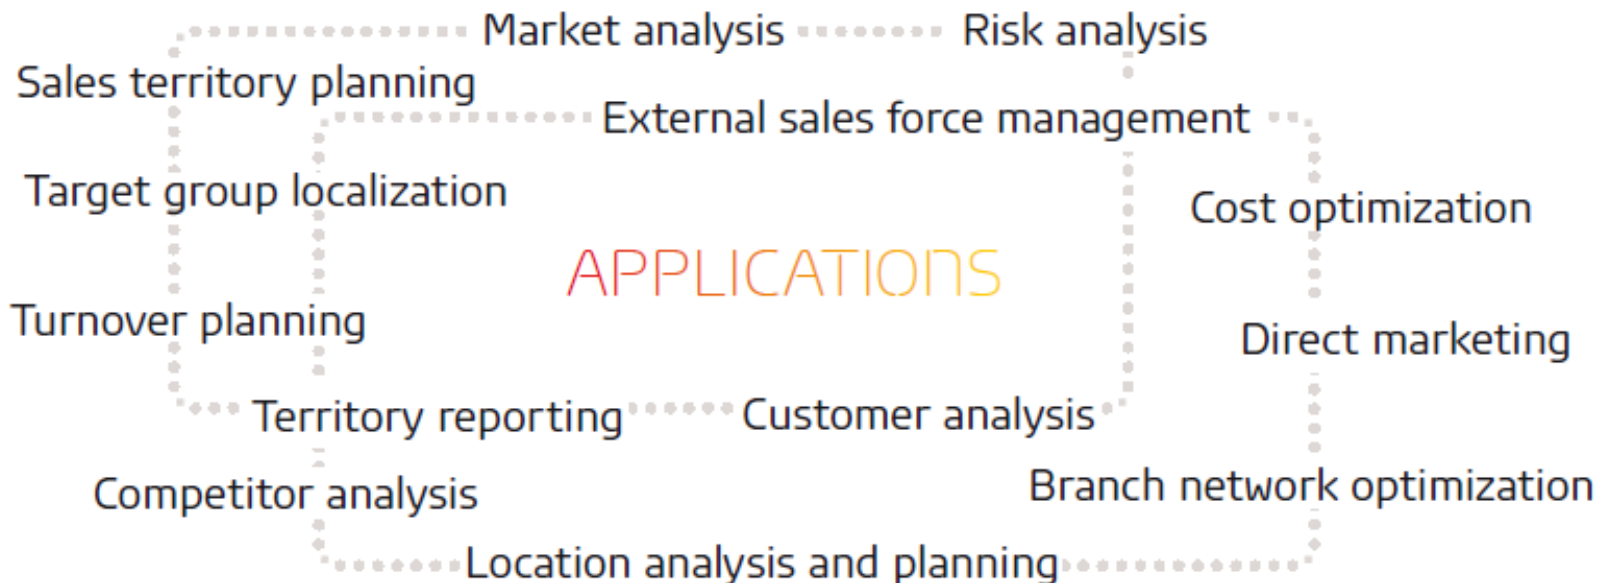 Market analysis
Risk analysis
Sales territory planning
External sales force management
Target group localization
Cost optimization
APPLICATIONS
Turnover planning
Direct marketing
Territory reporting
Customer analysis
Competitor analysis
Branch network optimization
Location analysis and planning